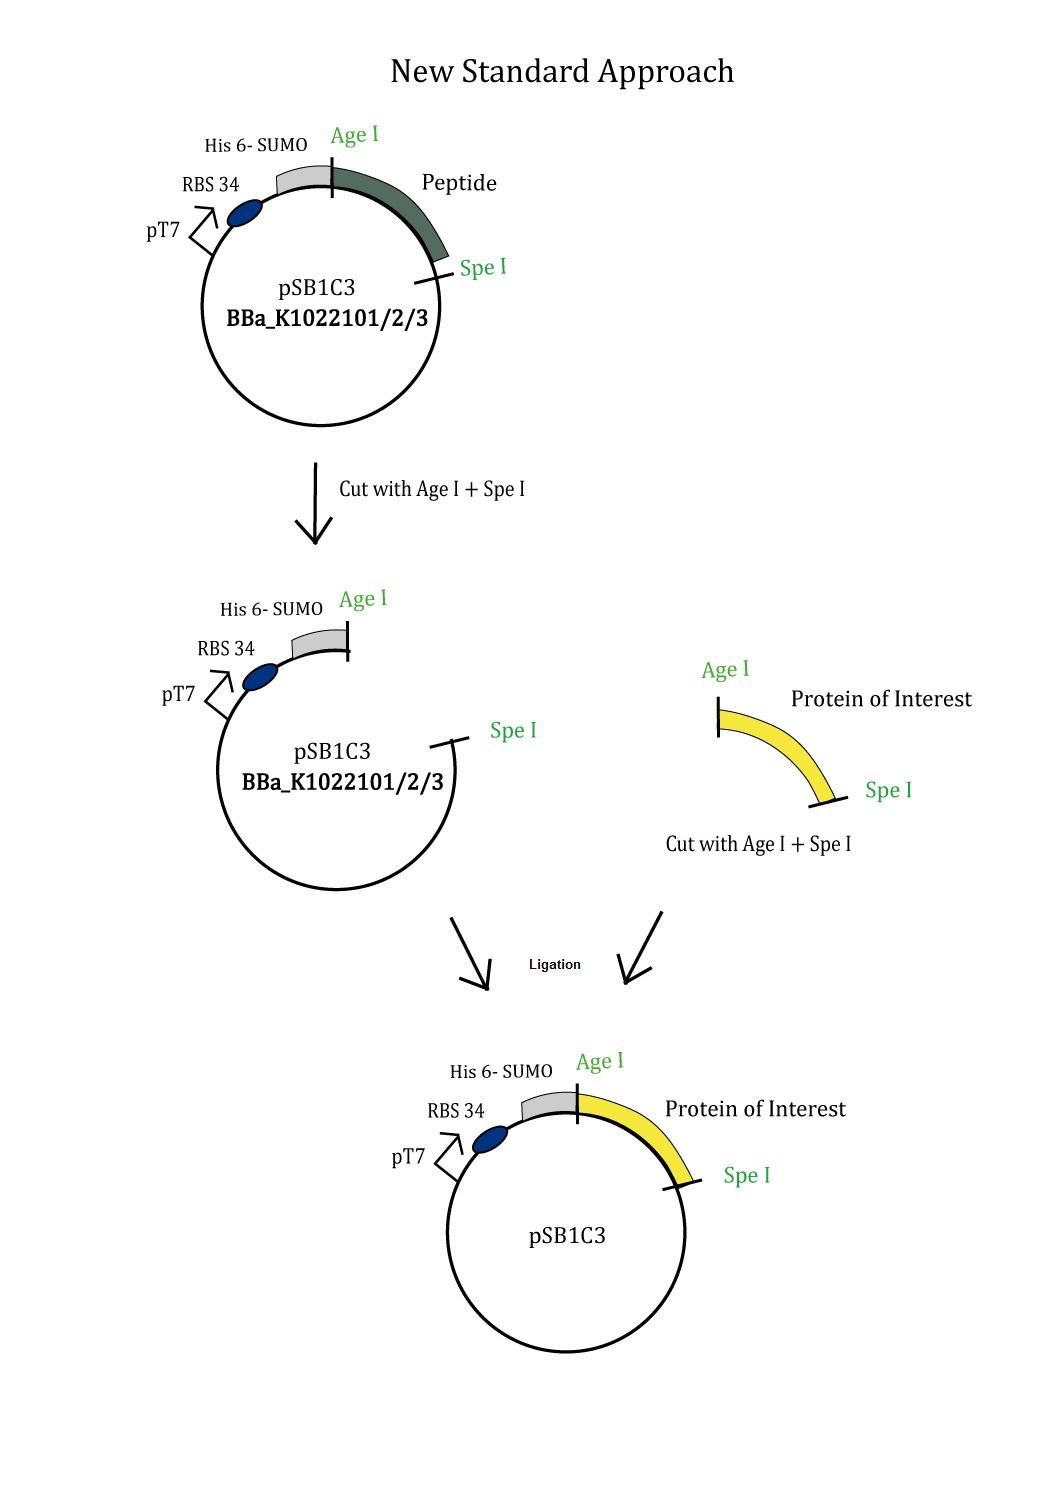 New Standard Approach
Age I
His 6- SUMO
RBS 34
Peptide
pT7
Spe I
pSB1C3
BBa_K1022101/2/3
Cut with Age I + Spe I
Age I
His 6- SUMO
RBS 34
pT7
Spe I
pSB1C3
BBa_K1022101/2/3
Age I
Protein of Interest
Spe I
Cut with Age I + Spe I
Ligation
Age I
His 6- SUMO
RBS 34
Protein of Interest
pT7
Spe I
pSB1C3